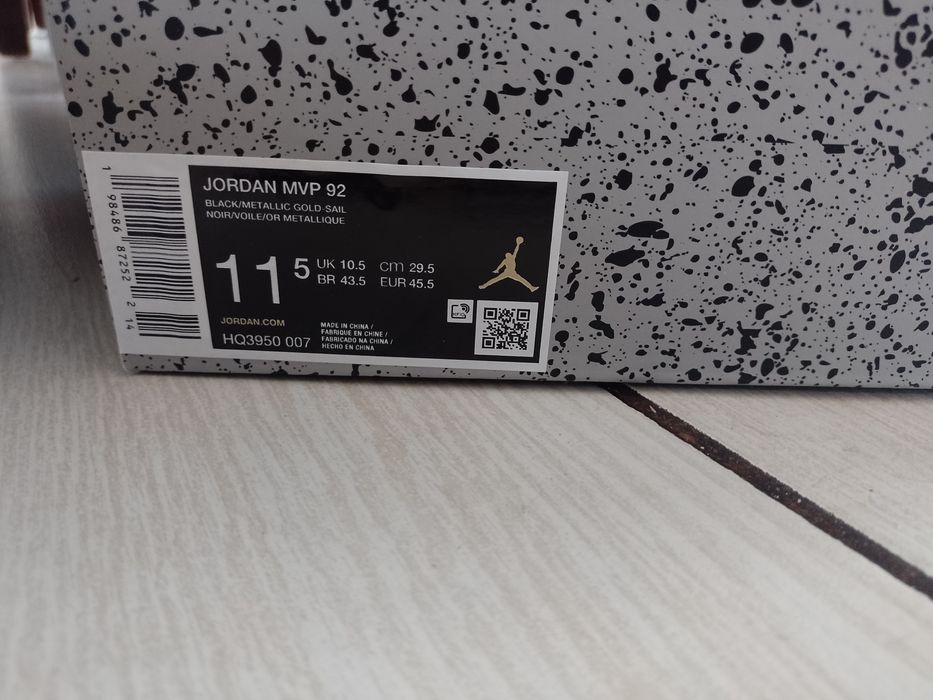 JORDAN MVP 92
BLACK/METALLIC GOLD-SAIL
NOIR/VOILE/OR METALLIQUE
11 5
UK 10.5 cm 29.5
BR 43.5 EUR 45.5
JORDAN.COM
HQ3950 007
MADE IN CHINA /
FABRIQUE EN CHINE /
FABRICADO NA CHINA /
HECHO EN CHINA
1 98486 87252 2 14